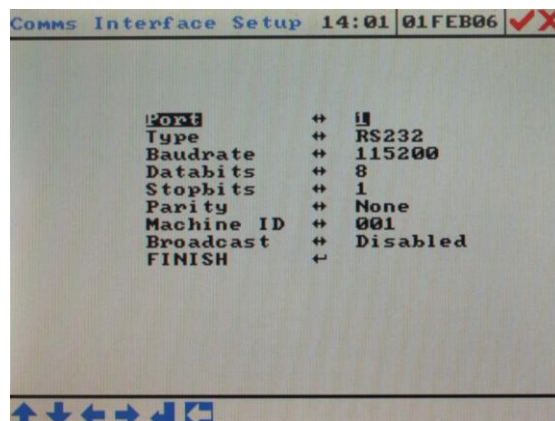 Comms Interface Setup 14:01 01FEB06
Port ↔ 1
Type ↔ RS232
Baudrate ↔ 115200
Databits ↔ 8
Stopbits ↔ 1
Parity ↔ None
Machine ID ↔ 001
Broadcast ↔ Disabled
FINISH ↵